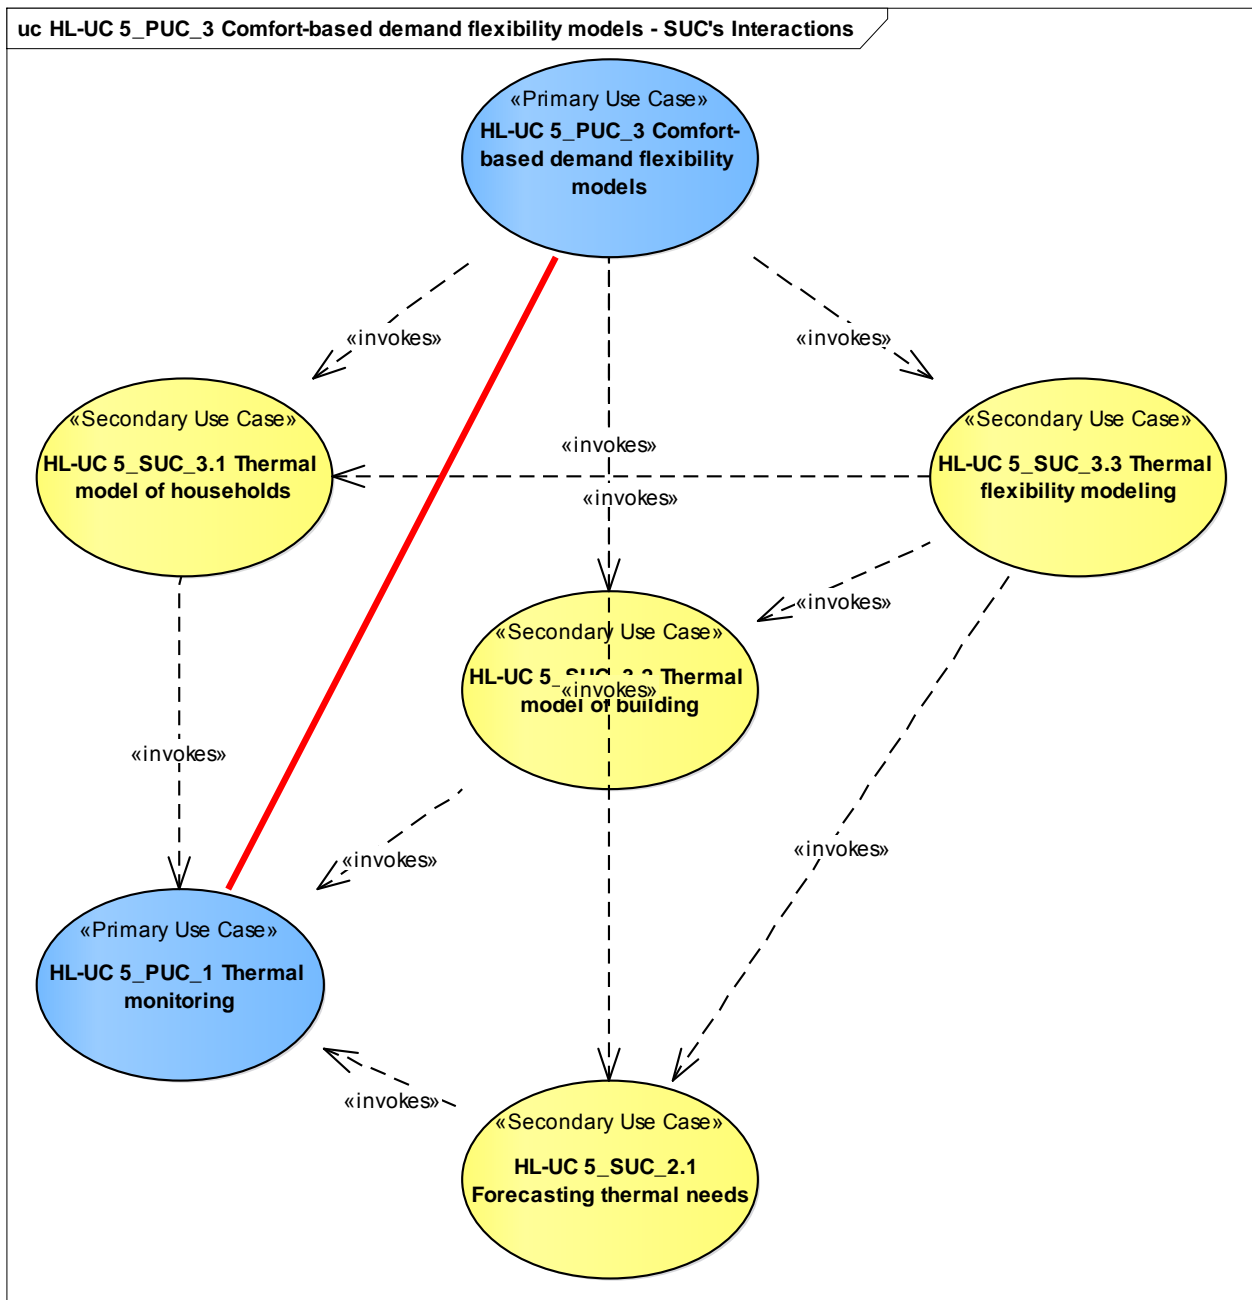 uc HL-UC 5_PUC_3 Comfort-based demand flexibility models - SUC's Interactions
«Primary Use Case»
HL-UC 5_PUC_3 Comfort-
based demand flexibility
models
«invokes»
«invokes»
«Secondary Use Case»
HL-UC 5_SUC_3.1 Thermal
model of households
«Secondary Use Case»
HL-UC 5_SUC_3.3 Thermal
flexibility modeling
«invokes»
«invokes»
«invokes»
«Secondary Use Case»
HL-UC 5_SUC_3.2 Thermal
«invokes»
model of building
«invokes»
«invokes»
«invokes»
«Primary Use Case»
HL-UC 5_PUC_1 Thermal
monitoring
«invokes»
«Secondary Use Case»
HL-UC 5_SUC_2.1
Forecasting thermal needs